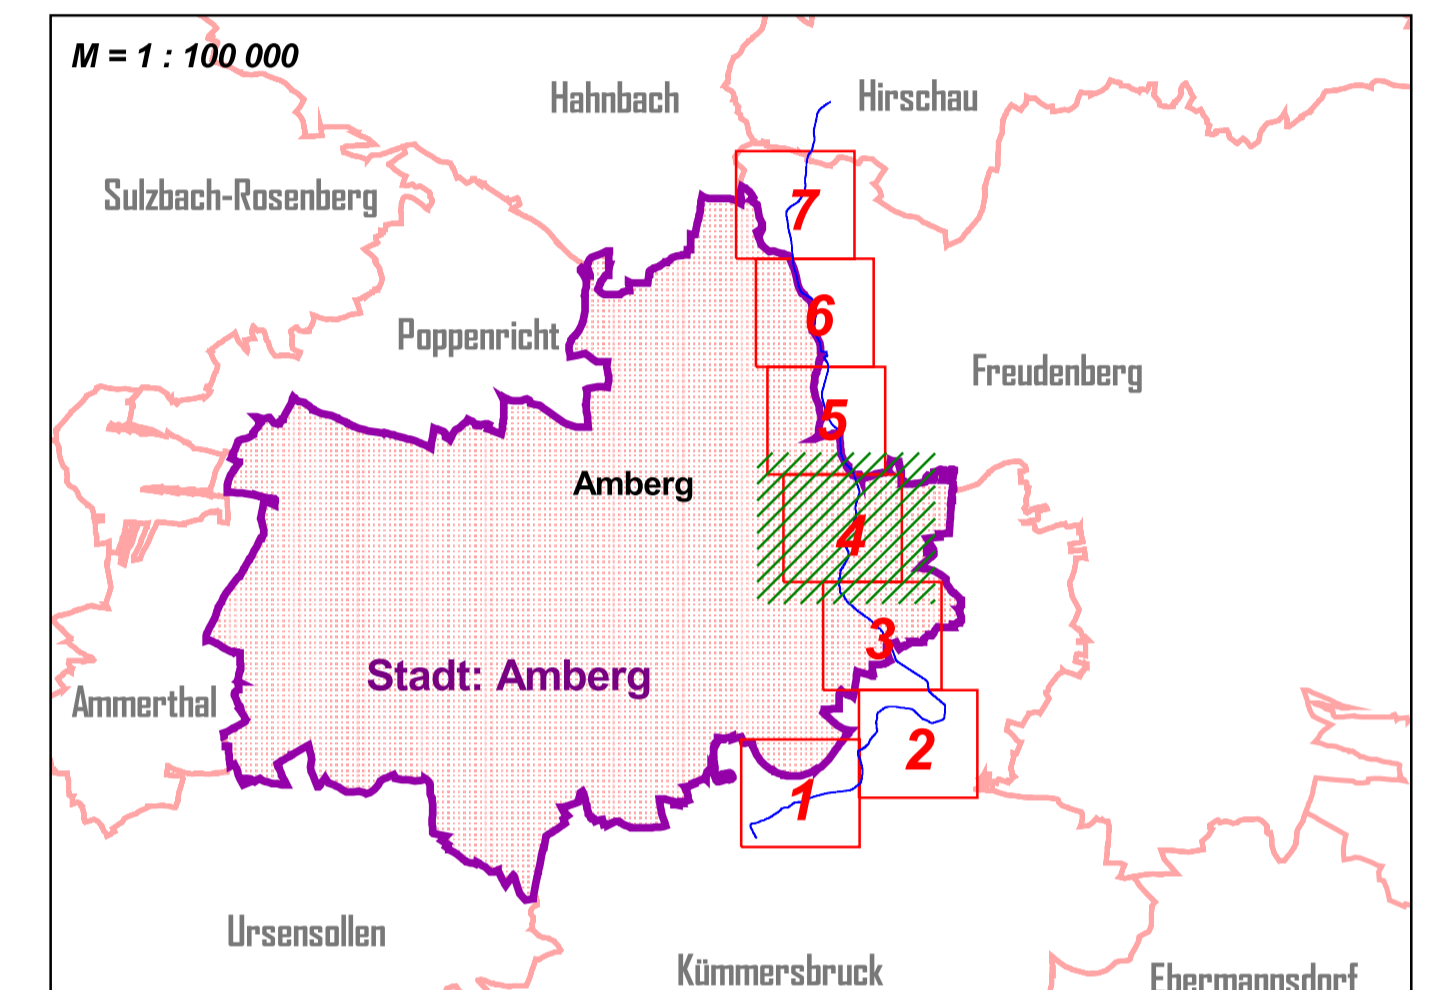 M = 1 : 100 000
Hahnbach
Hirschau
Sulzbach-Rosenberg
7
6
Poppenricht
Freudenberg
5
Amberg
4
3
Stadt: Amberg
Ammerthal
2
1
Ursensollen
Kümmersbruck
Ebermannsdorf